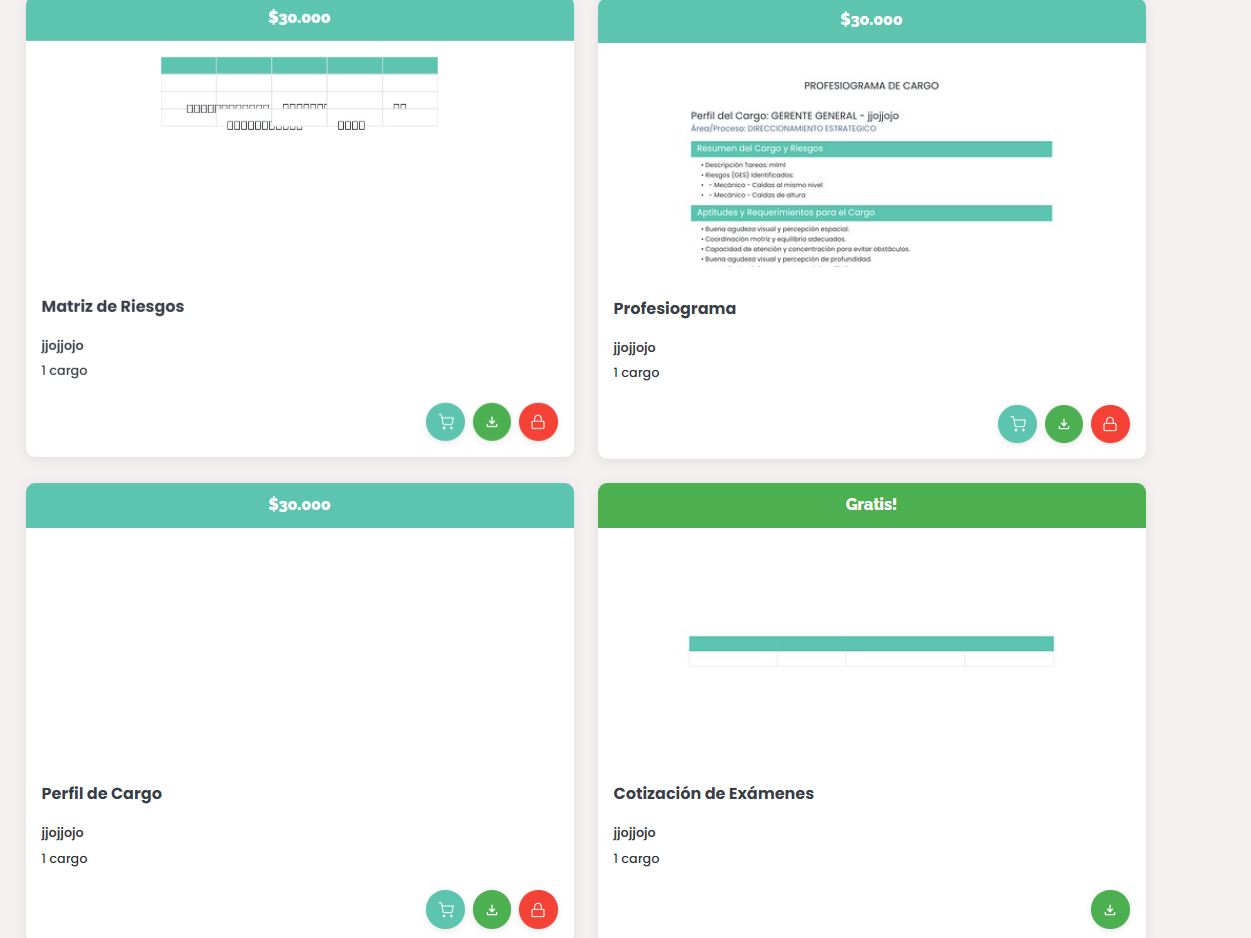 $30.000
Matriz de Riesgos
jjojjojo
1 cargo
$30.000
PROFESIOGRAMA DE CARGO
Perfil del Cargo: GERENTE GENERAL - jjojjojo
Área/Proceso: DIRECCIONAMIENTO ESTRATEGICO
Resumen del Cargo y Riesgos
• Descripción Tareas: mlml
• Riesgos (GES) Identificados:
• - Mecánico - Caídas al mismo nivel
• - Mecánico - Caídas de altura
Aptitudes y Requerimientos para el Cargo
• Buena agudeza visual y percepción espacial.
• Coordinación motriz y equilibrio adecuados.
• Capacidad de atención y concentración para evitar obstáculos.
• Buena agudeza visual y percepción de profundidad.
Profesiograma
jjojjojo
1 cargo
$30.000
Perfil de Cargo
jjojjojo
1 cargo
Gratis!
Cotización de Exámenes
jjojjojo
1 cargo